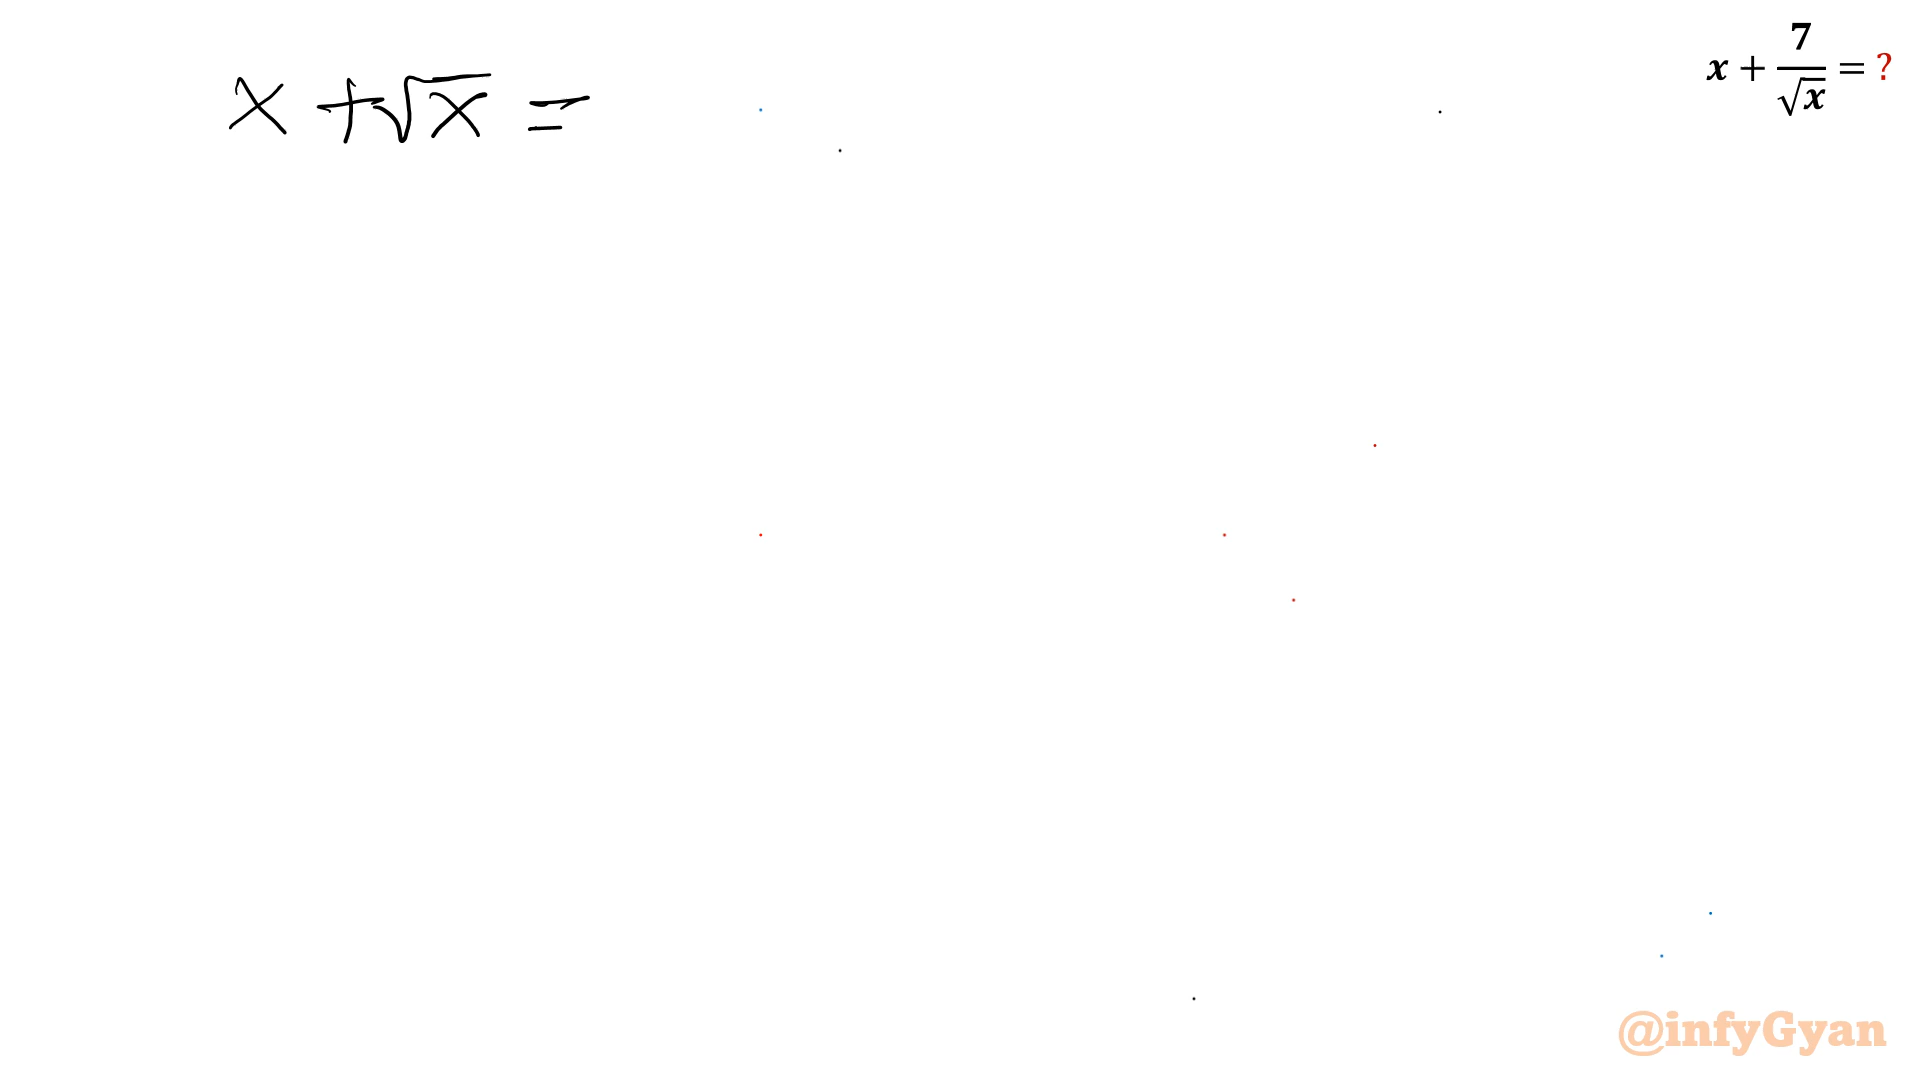 x + √x =
x + 7/√x = ?
@infyGyan